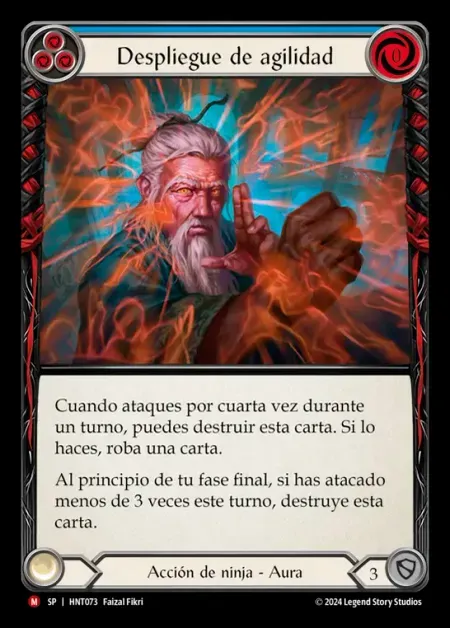 Despliegue de agilidad
0
Cuando ataques por cuarta vez durante
un turno, puedes destruir esta carta. Si lo
haces, roba una carta.
Al principio de tu fase final, si has atacado
menos de 3 veces este turno, destruye esta
carta.
Acción de ninja - Aura
3
M SP | HNT073 Faizal Fikri
© 2024 Legend Story Studios